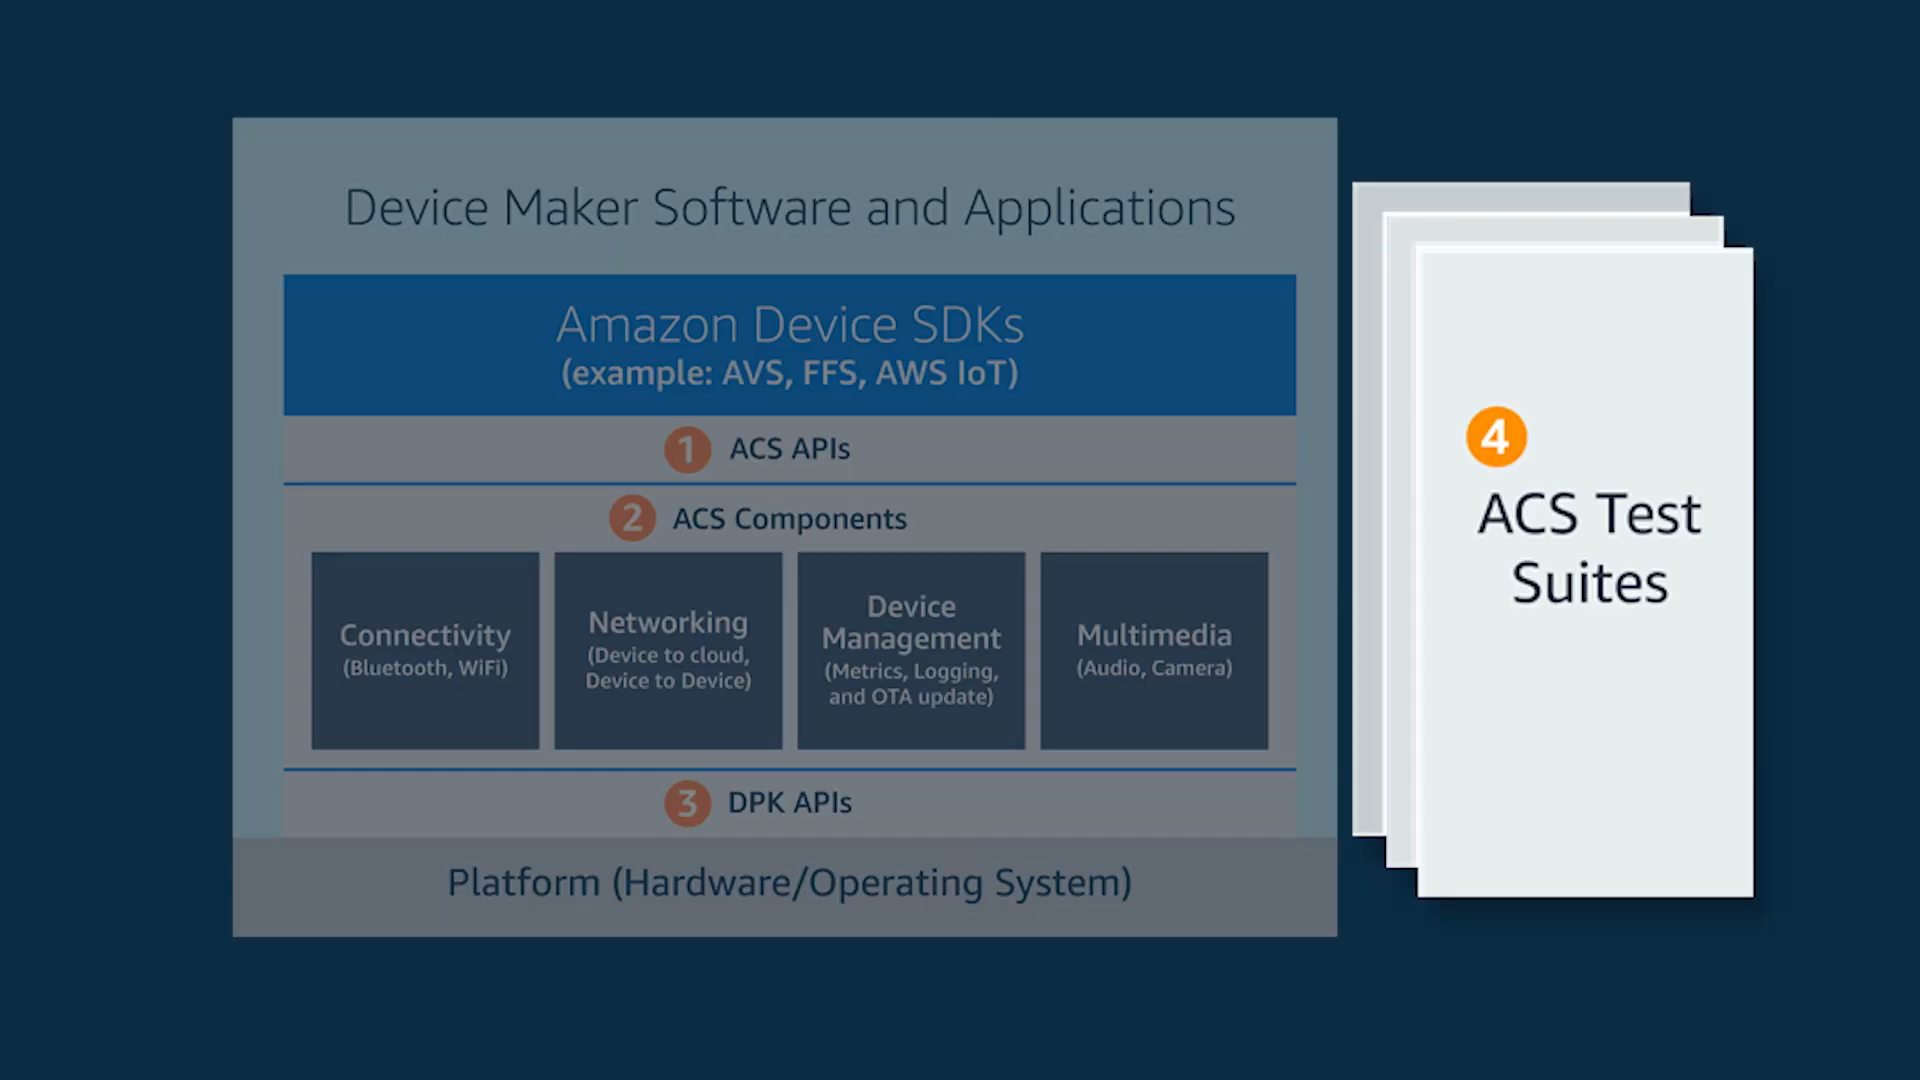 Device Maker Software and Applications
Amazon Device SDKs
(example: AVS, FFS, AWS IoT)
1 ACS APIs
2 ACS Components
Connectivity
(Bluetooth, WiFi)
Networking
(Device to cloud,
Device to Device)
Device
Management
(Metrics, Logging,
and OTA update)
Multimedia
(Audio, Camera)
3 DPK APIs
Platform (Hardware/Operating System)
4
ACS Test
Suites